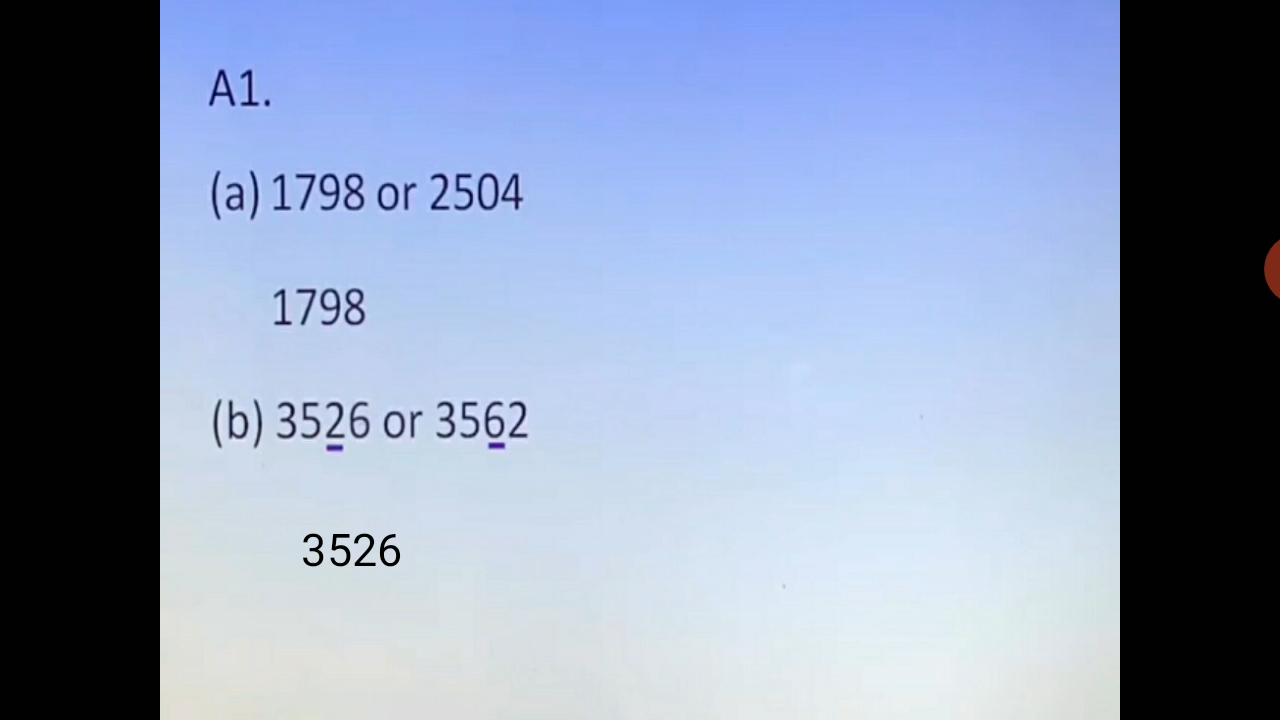 A1.
(a) 1798 or 2504
1798
(b) 3526 or 3562
3526